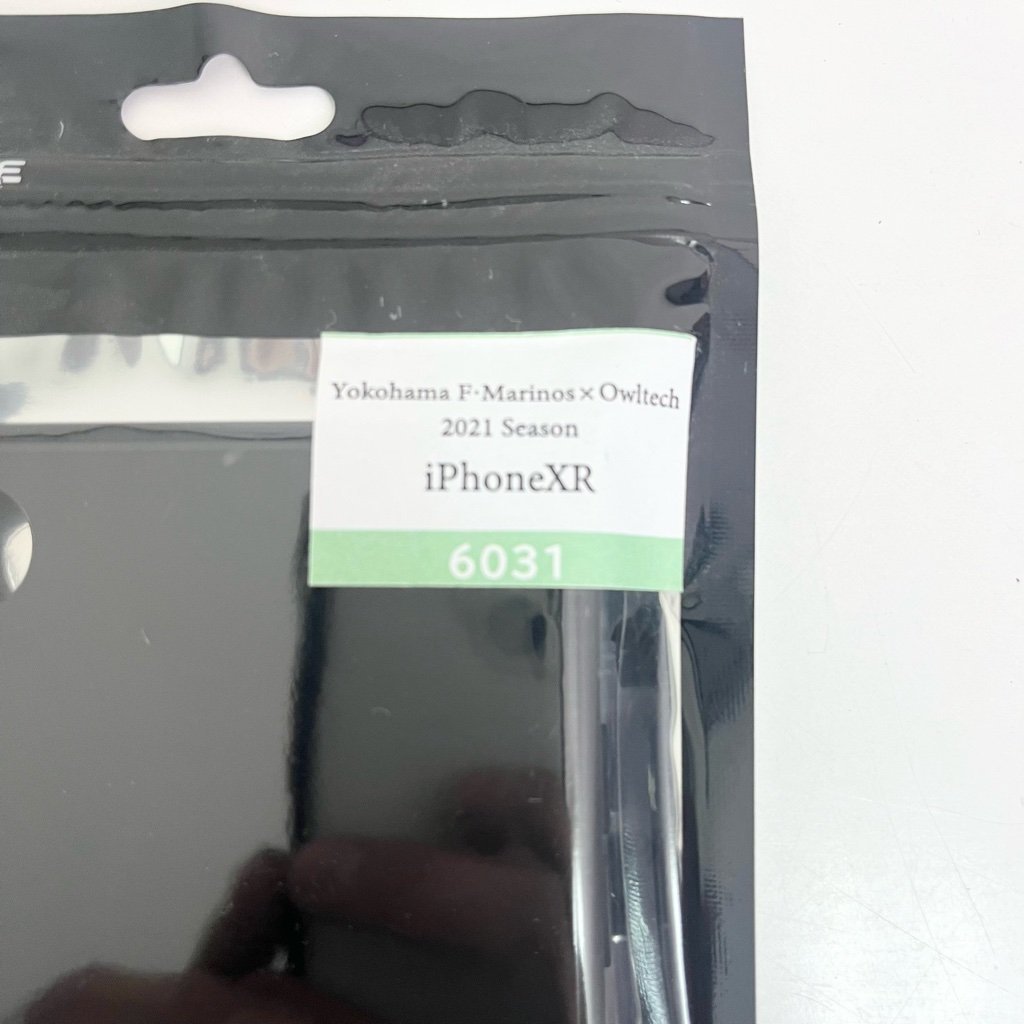 Yokohama F·Marinos×Owltech
2021 Season
iPhoneXR
6031